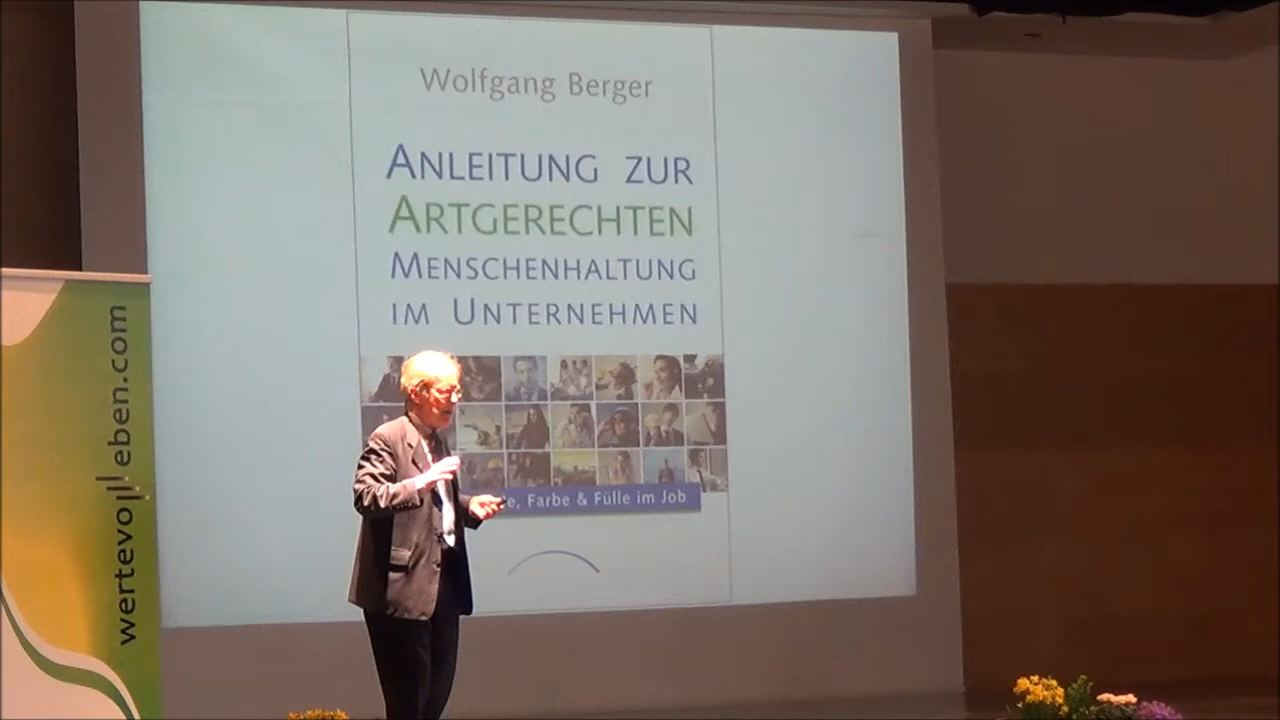 Wolfgang Berger
ANLEITUNG ZUR
ARTGERECHTEN
MENSCHENHALTUNG
IM UNTERNEHMEN
Farbe & Fülle im Job
wertevoll leben.com